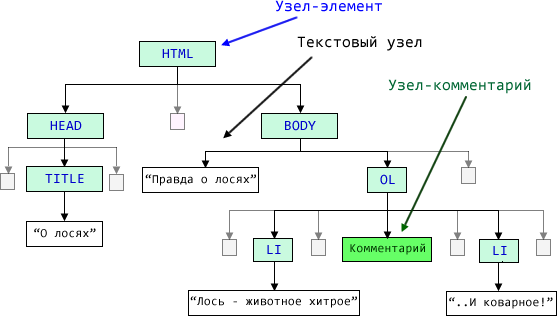 Узел-элемент
Текстовый узел
HTML
Узел-комментарий
HEAD
BODY
TITLE
“Правда о лосях”
OL
“О лосях”
LI
Комментарий
LI
“Лось - животное хитрое”
“..И коварное!”